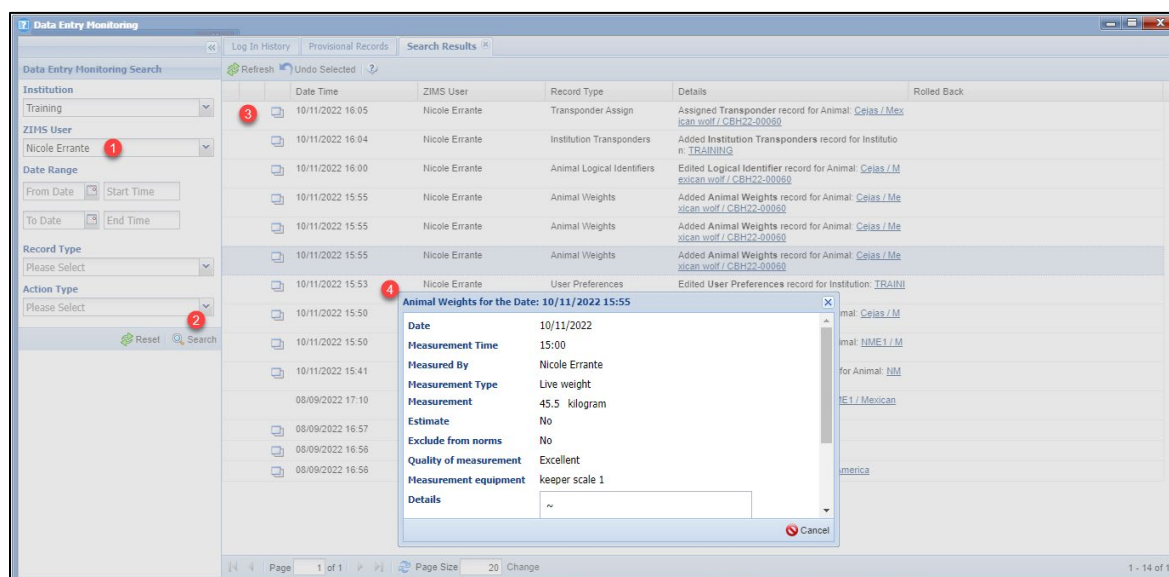 Data Entry Monitoring
Data Entry Monitoring Search
Institution
Training
ZIMS User
Nicole Errante 1
Date Range
From Date Start Time
To Date End Time
Record Type
Please Select
Action Type
Please Select
2
Reset Search
Log In History Provisional Records Search Results
Refresh Undo Selected
Date Time ZIMS User Record Type Details Rolled Back
3 10/11/2022 16:05 Nicole Errante Transponder Assign Assigned Transponder record for Animal: Cejas / Mex
ican wolf / CBH22-00060
10/11/2022 16:04 Nicole Errante Institution Transponders Added Institution Transponders record for Institutio
n: TRAINING
10/11/2022 16:00 Nicole Errante Animal Logical Identifiers Edited Logical Identifier record for Animal: Cejas / M
exican wolf / CBH22-00060
10/11/2022 15:55 Nicole Errante Animal Weights Added Animal Weights record for Animal: Cejas / Me
xican wolf / CBH22-00060
10/11/2022 15:55 Nicole Errante Animal Weights Added Animal Weights record for Animal: Cejas / Me
xican wolf / CBH22-00060
10/11/2022 15:55 Nicole Errante Animal Weights Added Animal Weights record for Animal: Cejas / Me
xican wolf / CBH22-00060
10/11/2022 15:53 Nicole Errante User Preferences Edited User Preferences record for Institution: TRAINI
10/11/2022 15:50 mal: Cejas / M
10/11/2022 15:50 imal: NME1 / M
10/11/2022 15:41 for Animal: NM
08/09/2022 17:10 ME1 / Mexican
08/09/2022 16:57
08/09/2022 16:56
08/09/2022 16:56 America
4
Animal Weights for the Date: 10/11/2022 15:55
Date 10/11/2022
Measurement Time 15:00
Measured By Nicole Errante
Measurement Type Live weight
Measurement 45.5 kilogram
Estimate No
Exclude from norms No
Quality of measurement Excellent
Measurement equipment keeper scale 1
Details ~
Cancel
Page 1 of 1 Page Size 20 Change 1 - 14 of 1